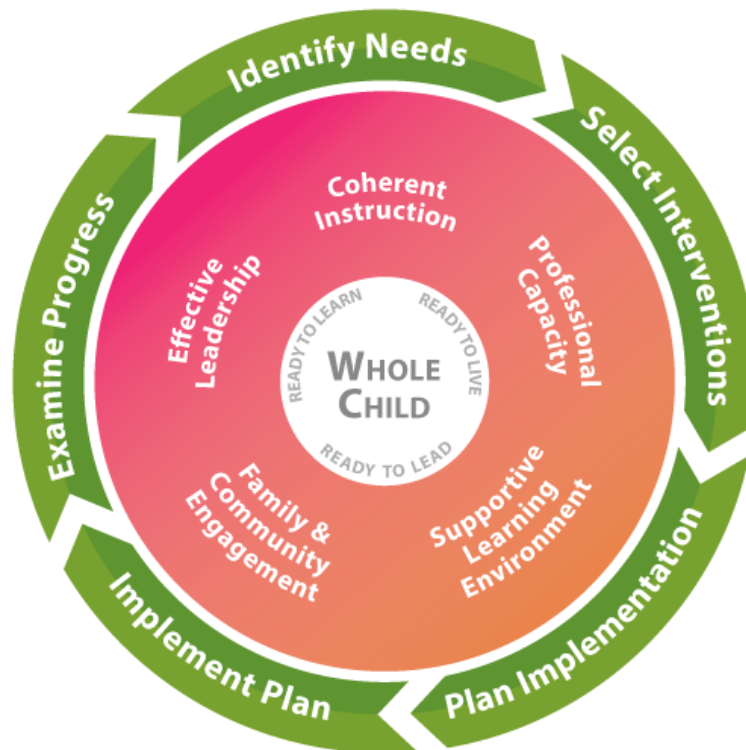 Identify Needs
Select Interventions
Plan Implementation
Implement Plan
Examine Progress
Coherent
Instruction
Professional
Capacity
Supportive
Learning
Environment
Family &
Community
Engagement
Effective
Leadership
READY TO LEARN
READY TO LIVE
READY TO LEAD
WHOLE
CHILD